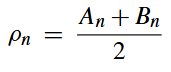 ρn = (An + Bn) / 2